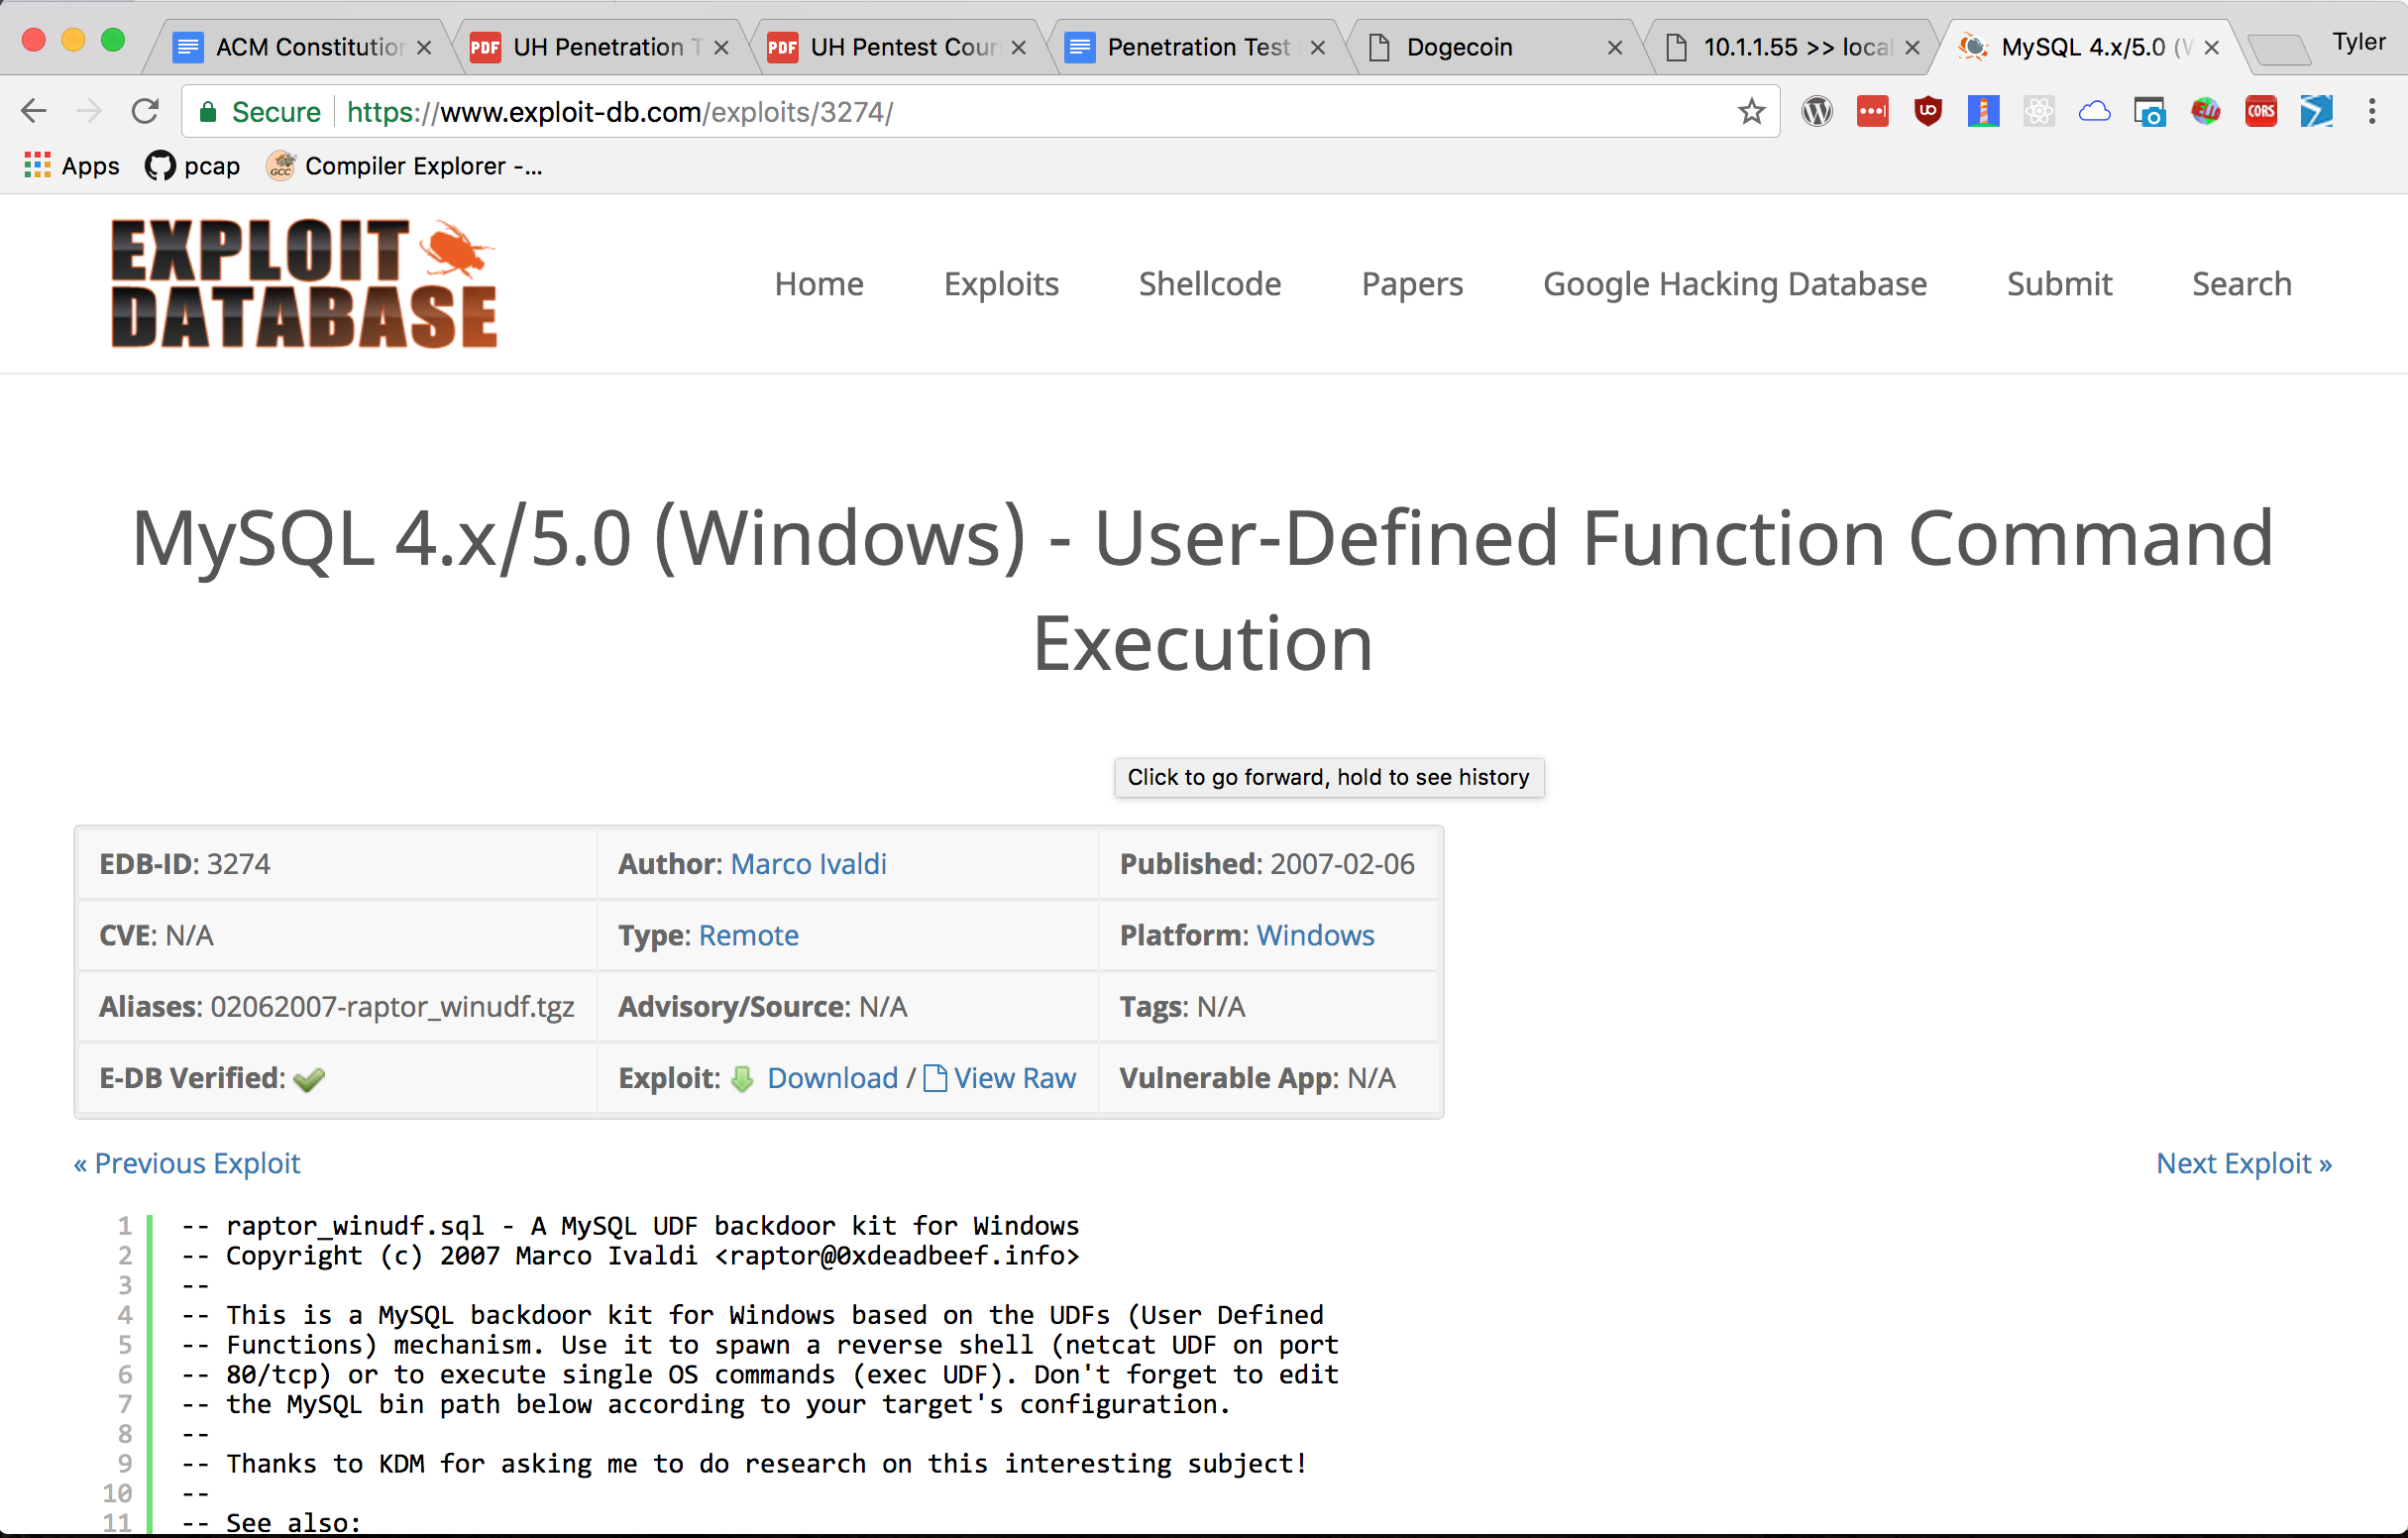 ACM Constitution
UH Penetration T
UH Pentest Cour
Penetration Test
Dogecoin
10.1.1.55 >> local
MySQL 4.x/5.0 (W
Tyler
Secure
https://www.exploit-db.com/exploits/3274/
CORS
Apps
pcap
Compiler Explorer -...
EXPLOIT
DATABASE
Home
Exploits
Shellcode
Papers
Google Hacking Database
Submit
Search
MySQL 4.x/5.0 (Windows) - User-Defined Function Command
Execution
Click to go forward, hold to see history
EDB-ID: 3274
Author: Marco Ivaldi
Published: 2007-02-06
CVE: N/A
Type: Remote
Platform: Windows
Aliases: 02062007-raptor_winudf.tgz
Advisory/Source: N/A
Tags: N/A
E-DB Verified:
Exploit: Download / View Raw
Vulnerable App: N/A
« Previous Exploit
Next Exploit »
1 -- raptor_winudf.sql - A MySQL UDF backdoor kit for Windows
2 -- Copyright (c) 2007 Marco Ivaldi <raptor@0xdeadbeef.info>
3 --
4 -- This is a MySQL backdoor kit for Windows based on the UDFs (User Defined
5 -- Functions) mechanism. Use it to spawn a reverse shell (netcat UDF on port
6 -- 80/tcp) or to execute single OS commands (exec UDF). Don't forget to edit
7 -- the MySQL bin path below according to your target's configuration.
8 --
9 -- Thanks to KDM for asking me to do research on this interesting subject!
10 --
11 -- See also: